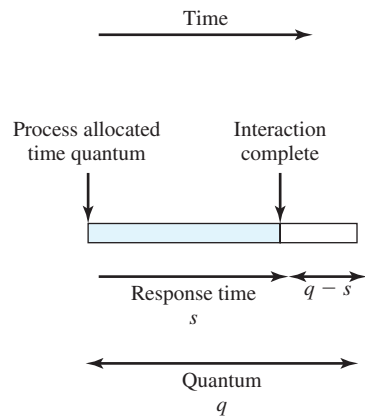 Time
Process allocated
time quantum
Interaction
complete
Response time
s
q − s
Quantum
q